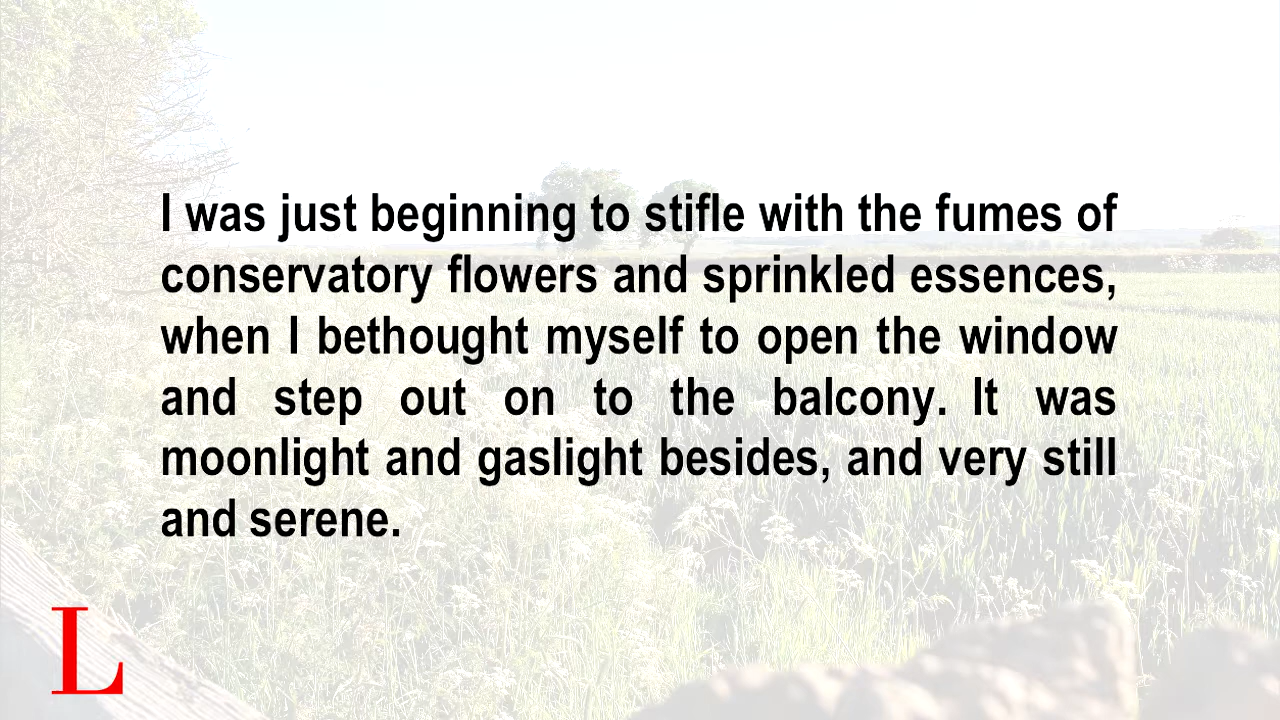 I was just beginning to stifle with the fumes of
conservatory flowers and sprinkled essences,
when I bethought myself to open the window
and step out on to the balcony. It was
moonlight and gaslight besides, and very still
and serene.
L